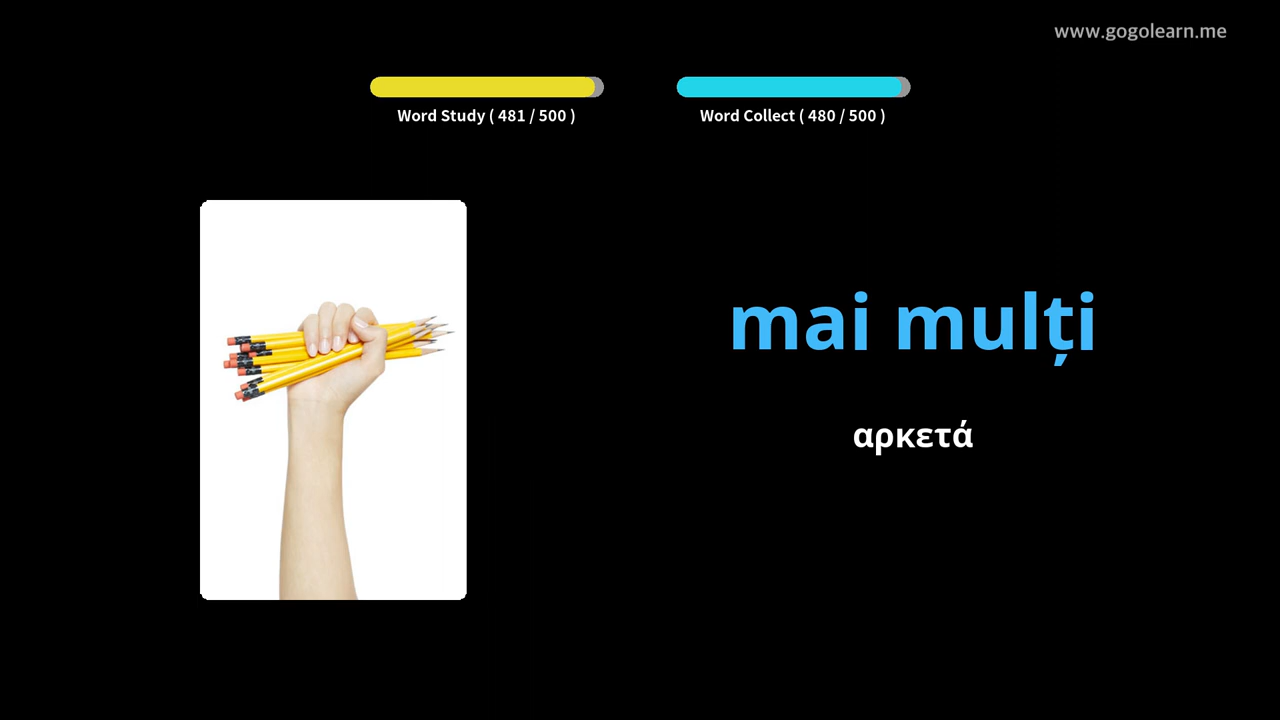 www.gogolearn.me
Word Study ( 481 / 500 )
Word Collect ( 480 / 500 )
mai mulți
αρκετά